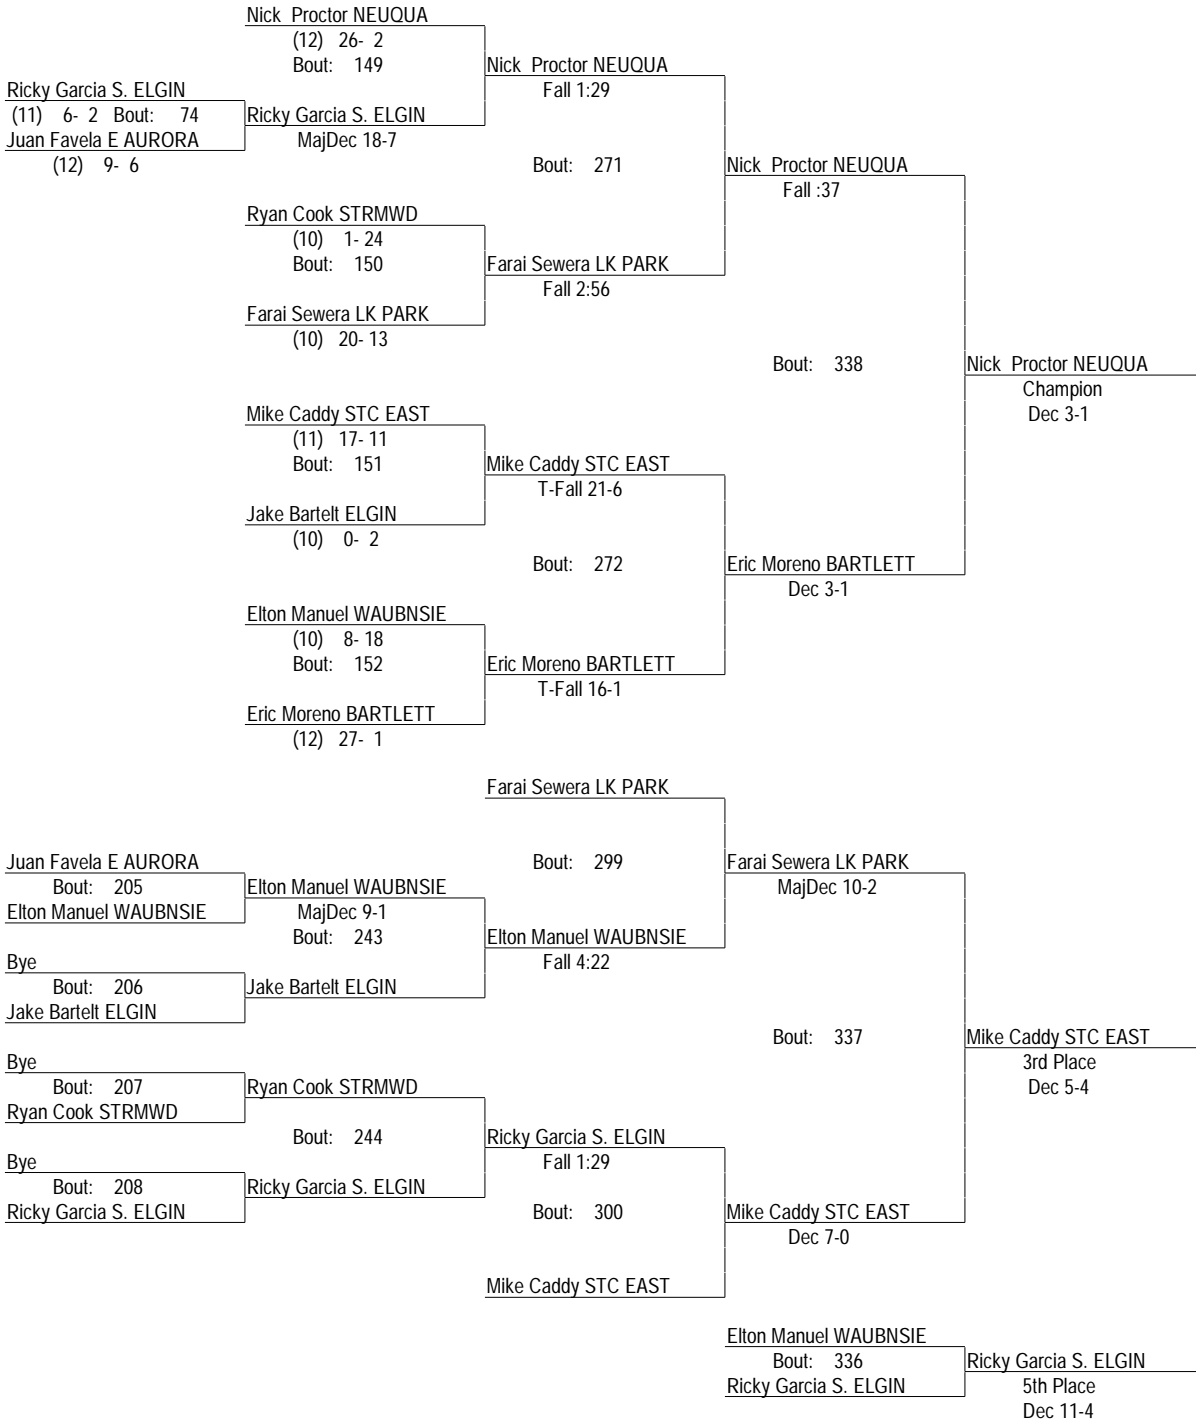 Nick Proctor NEUQUA
(12) 26- 2
Bout: 149
Nick Proctor NEUQUA
Fall 1:29
Ricky Garcia S. ELGIN
(11) 6- 2 Bout: 74
Ricky Garcia S. ELGIN
MajDec 18-7
Juan Favela E AURORA
(12) 9- 6
Bout: 271
Nick Proctor NEUQUA
Fall :37
Ryan Cook STRMWD
(10) 1- 24
Bout: 150
Farai Sewera LK PARK
Fall 2:56
Farai Sewera LK PARK
(10) 20- 13
Bout: 338
Nick Proctor NEUQUA
Champion
Dec 3-1
Mike Caddy STC EAST
(11) 17- 11
Bout: 151
Mike Caddy STC EAST
T-Fall 21-6
Jake Bartelt ELGIN
(10) 0- 2
Bout: 272
Eric Moreno BARTLETT
Dec 3-1
Elton Manuel WAUBNSIE
(10) 8- 18
Bout: 152
Eric Moreno BARTLETT
T-Fall 16-1
Eric Moreno BARTLETT
(12) 27- 1
Farai Sewera LK PARK
Bout: 299
Farai Sewera LK PARK
MajDec 10-2
Juan Favela E AURORA
Bout: 205
Elton Manuel WAUBNSIE
Elton Manuel WAUBNSIE
MajDec 9-1
Bout: 243
Elton Manuel WAUBNSIE
Fall 4:22
Bye
Bout: 206
Jake Bartelt ELGIN
Jake Bartelt ELGIN
Bout: 337
Mike Caddy STC EAST
3rd Place
Dec 5-4
Bye
Bout: 207
Ryan Cook STRMWD
Ryan Cook STRMWD
Bout: 244
Ricky Garcia S. ELGIN
Fall 1:29
Bye
Bout: 208
Ricky Garcia S. ELGIN
Ricky Garcia S. ELGIN
Bout: 300
Mike Caddy STC EAST
Dec 7-0
Mike Caddy STC EAST
Elton Manuel WAUBNSIE
Bout: 336
Ricky Garcia S. ELGIN
Ricky Garcia S. ELGIN
5th Place
Dec 11-4